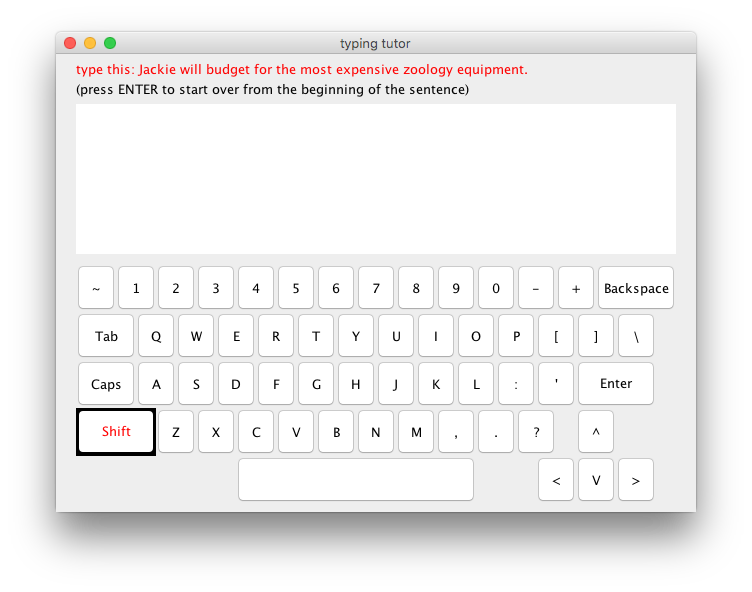 typing tutor
type this: Jackie will budget for the most expensive zoology equipment.
(press ENTER to start over from the beginning of the sentence)
~ 1 2 3 4 5 6 7 8 9 0 - + Backspace
Tab Q W E R T Y U I O P [ ] \
Caps A S D F G H J K L : ' Enter
Shift Z X C V B N M , . ? ^
< V >